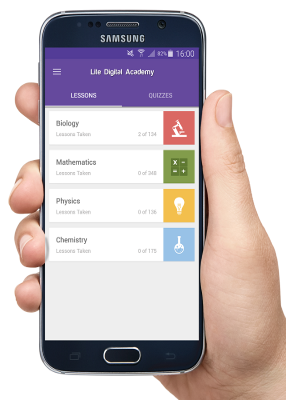 SAMSUNG
82% 16:00
Lite Digital Academy
LESSONS QUIZZES
Biology
Lessons Taken 2 of 134
Mathematics
Lessons Taken 0 of 348
Physics
Lessons Taken 0 of 136
Chemistry
Lessons Taken 0 of 175